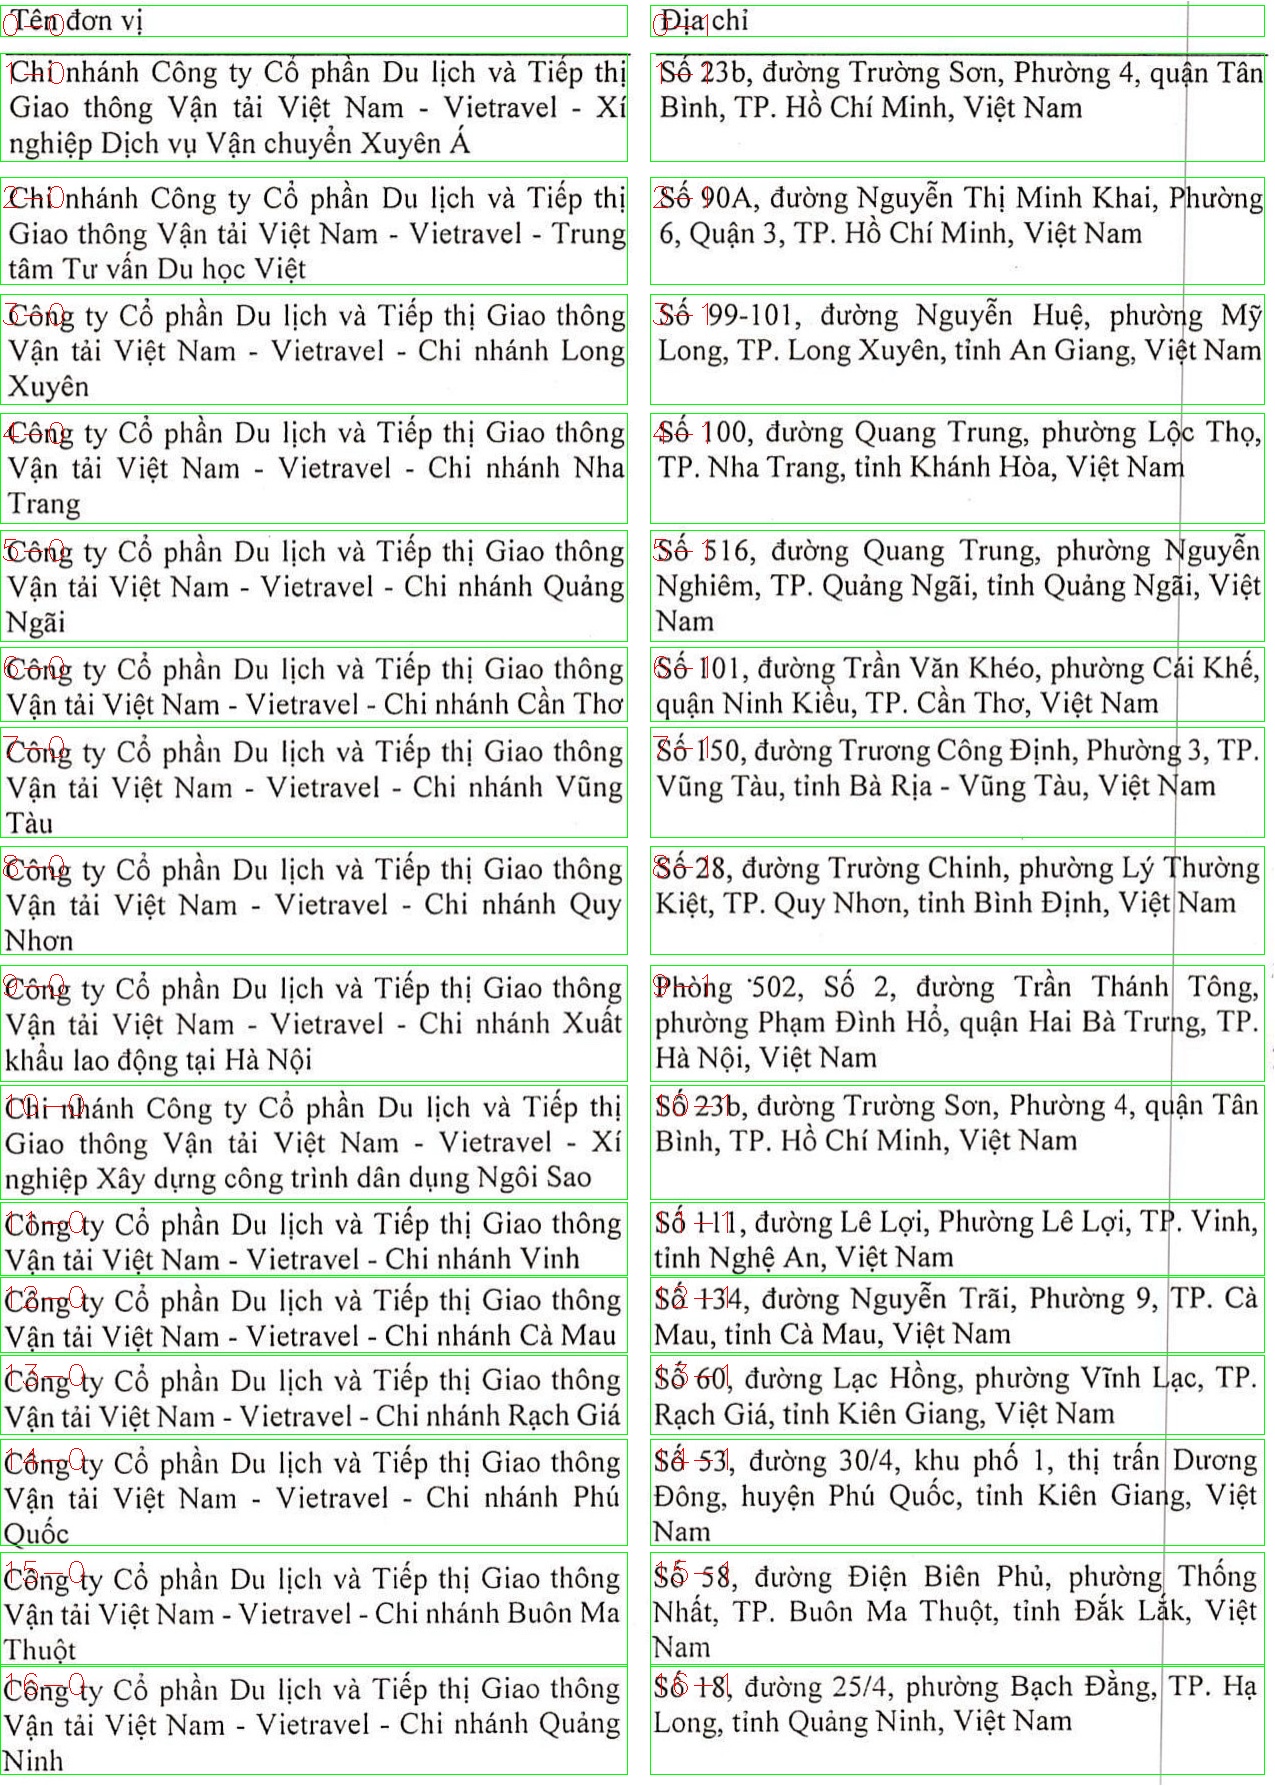 Tên đơn vị
Địa chỉ
Chi nhánh Công ty Cổ phần Du lịch và Tiếp thị
Giao thông Vận tải Việt Nam - Vietravel - Xí
nghiệp Dịch vụ Vận chuyển Xuyên Á
Số 23b, đường Trường Sơn, Phường 4, quận Tân
Bình, TP. Hồ Chí Minh, Việt Nam
Chi nhánh Công ty Cổ phần Du lịch và Tiếp thị
Giao thông Vận tải Việt Nam - Vietravel - Trung
tâm Tư vấn Du học Việt
Số 90A, đường Nguyễn Thị Minh Khai, Phường
6, Quận 3, TP. Hồ Chí Minh, Việt Nam
Công ty Cổ phần Du lịch và Tiếp thị Giao thông
Vận tải Việt Nam - Vietravel - Chi nhánh Long
Xuyên
Số 99-101, đường Nguyễn Huệ, phường Mỹ
Long, TP. Long Xuyên, tỉnh An Giang, Việt Nam
Công ty Cổ phần Du lịch và Tiếp thị Giao thông
Vận tải Việt Nam - Vietravel - Chi nhánh Nha
Trang
Số 100, đường Quang Trung, phường Lộc Thọ,
TP. Nha Trang, tỉnh Khánh Hòa, Việt Nam
Công ty Cổ phần Du lịch và Tiếp thị Giao thông
Vận tải Việt Nam - Vietravel - Chi nhánh Quảng
Ngãi
Số 516, đường Quang Trung, phường Nguyễn
Nghiêm, TP. Quảng Ngãi, tỉnh Quảng Ngãi, Việt
Nam
Công ty Cổ phần Du lịch và Tiếp thị Giao thông
Vận tải Việt Nam - Vietravel - Chi nhánh Cần Thơ
Số 101, đường Trần Văn Khéo, phường Cái Khế,
quận Ninh Kiều, TP. Cần Thơ, Việt Nam
Công ty Cổ phần Du lịch và Tiếp thị Giao thông
Vận tải Việt Nam - Vietravel - Chi nhánh Vũng
Tàu
Số 150, đường Trương Công Định, Phường 3, TP.
Vũng Tàu, tỉnh Bà Rịa - Vũng Tàu, Việt Nam
Công ty Cổ phần Du lịch và Tiếp thị Giao thông
Vận tải Việt Nam - Vietravel - Chi nhánh Quy
Nhơn
Số 28, đường Trường Chinh, phường Lý Thường
Kiệt, TP. Quy Nhơn, tỉnh Bình Định, Việt Nam
Công ty Cổ phần Du lịch và Tiếp thị Giao thông
Vận tải Việt Nam - Vietravel - Chi nhánh Xuất
khẩu lao động tại Hà Nội
Phòng 502, Số 2, đường Trần Thánh Tông,
phường Phạm Đình Hổ, quận Hai Bà Trưng, TP.
Hà Nội, Việt Nam
Chi nhánh Công ty Cổ phần Du lịch và Tiếp thị
Giao thông Vận tải Việt Nam - Vietravel - Xí
nghiệp Xây dựng công trình dân dụng Ngôi Sao
Số 23b, đường Trường Sơn, Phường 4, quận Tân
Bình, TP. Hồ Chí Minh, Việt Nam
Công ty Cổ phần Du lịch và Tiếp thị Giao thông
Vận tải Việt Nam - Vietravel - Chi nhánh Vinh
Số 111, đường Lê Lợi, Phường Lê Lợi, TP. Vinh,
tỉnh Nghệ An, Việt Nam
Công ty Cổ phần Du lịch và Tiếp thị Giao thông
Vận tải Việt Nam - Vietravel - Chi nhánh Cà Mau
Số 134, đường Nguyễn Trãi, Phường 9, TP. Cà
Mau, tỉnh Cà Mau, Việt Nam
Công ty Cổ phần Du lịch và Tiếp thị Giao thông
Vận tải Việt Nam - Vietravel - Chi nhánh Rạch Giá
Số 60, đường Lạc Hồng, phường Vĩnh Lạc, TP.
Rạch Giá, tỉnh Kiên Giang, Việt Nam
Công ty Cổ phần Du lịch và Tiếp thị Giao thông
Vận tải Việt Nam - Vietravel - Chi nhánh Phú
Quốc
Số 53, đường 30/4, khu phố 1, thị trấn Dương
Đông, huyện Phú Quốc, tỉnh Kiên Giang, Việt
Nam
Công ty Cổ phần Du lịch và Tiếp thị Giao thông
Vận tải Việt Nam - Vietravel - Chi nhánh Buôn Ma
Thuột
Số 58, đường Điện Biên Phủ, phường Thống
Nhất, TP. Buôn Ma Thuột, tỉnh Đắk Lắk, Việt
Nam
Công ty Cổ phần Du lịch và Tiếp thị Giao thông
Vận tải Việt Nam - Vietravel - Chi nhánh Quảng
Ninh
Số 18, đường 25/4, phường Bạch Đằng, TP. Hạ
Long, tỉnh Quảng Ninh, Việt Nam